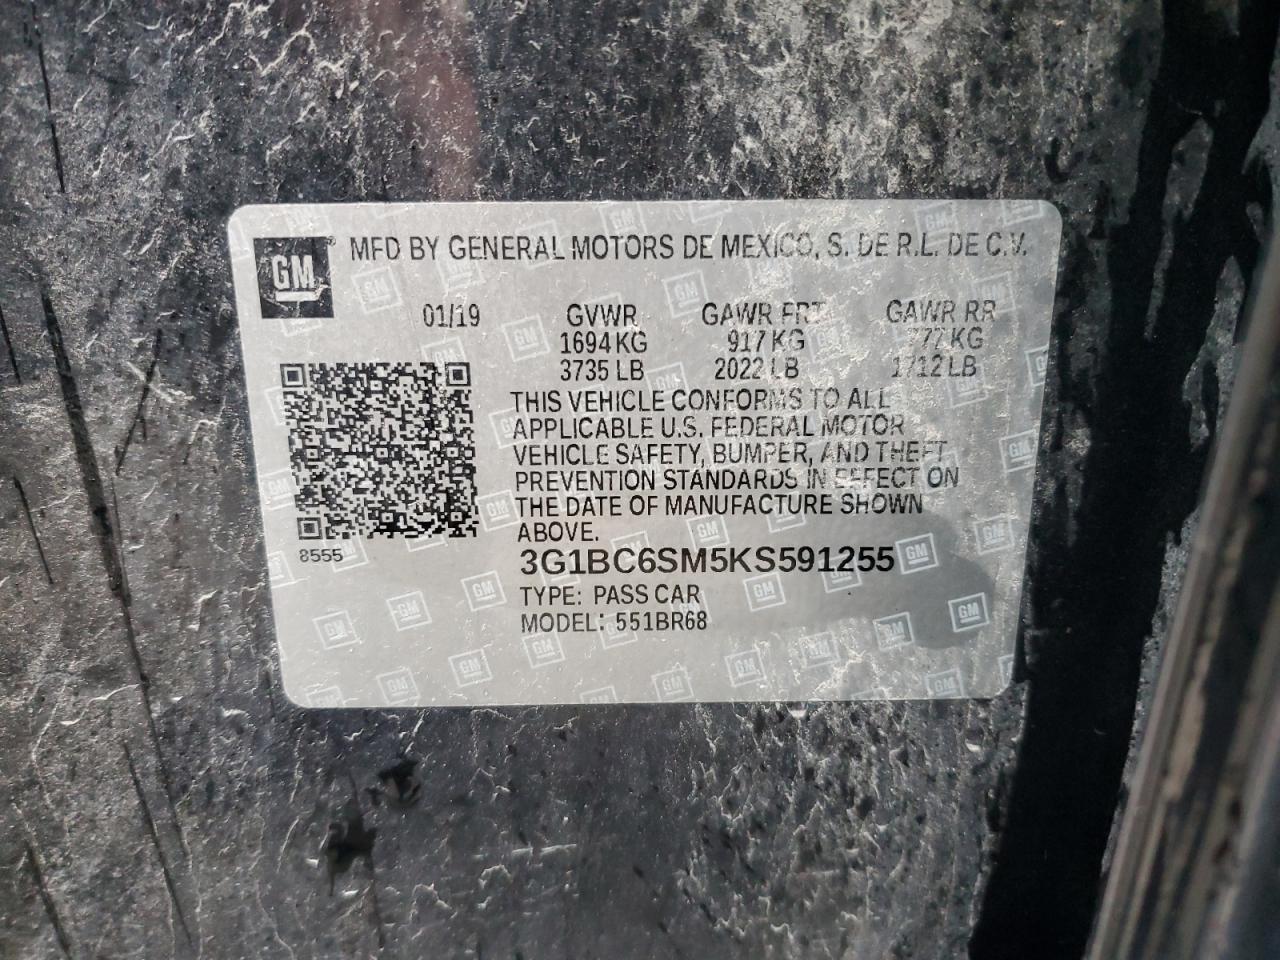 GM® MFD BY GENERAL MOTORS DE MEXICO, S. DE R.L. DE C.V.
01/19 GVWR GAWR FRT GAWR RR
1694 KG 917 KG 777 KG
3735 LB 2022 LB 1712 LB
THIS VEHICLE CONFORMS TO ALL
APPLICABLE U.S. FEDERAL MOTOR
VEHICLE SAFETY, BUMPER, AND THEFT
PREVENTION STANDARDS IN EFFECT ON
THE DATE OF MANUFACTURE SHOWN
ABOVE.
8555
3G1BC6SM5KS591255
TYPE: PASS CAR
MODEL: 551BR68